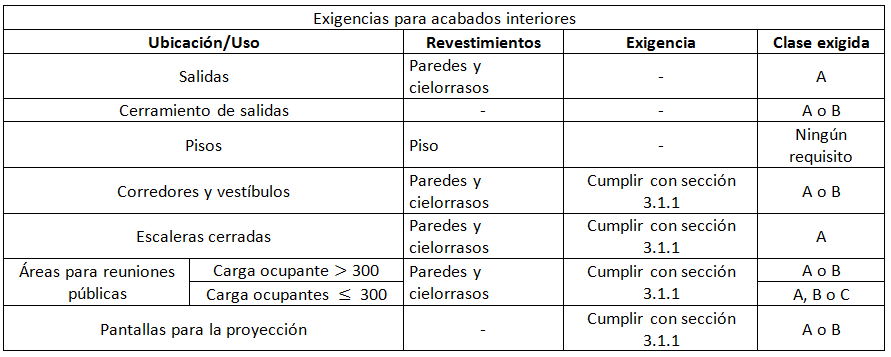 Exigencias para acabados interiores
Ubicación/Uso Revestimientos Exigencia Clase exigida
Salidas Paredes y cielorrasos - A
Cerramiento de salidas - - A o B
Pisos Piso - Ningún requisito
Corredores y vestíbulos Paredes y cielorrasos Cumplir con sección 3.1.1 A o B
Escaleras cerradas Paredes y cielorrasos Cumplir con sección 3.1.1 A
Áreas para reuniones públicas Carga ocupante > 300 Paredes y cielorrasos Cumplir con sección 3.1.1 A o B
Carga ocupantes ≤ 300 A, B o C
Pantallas para la proyección - Cumplir con sección 3.1.1 A o B